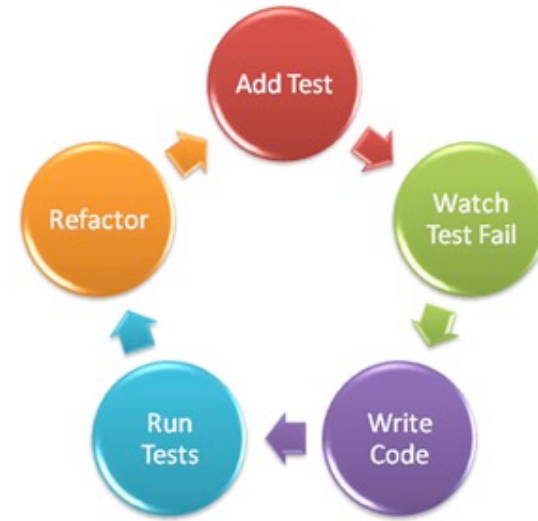 Add Test
Watch
Test Fail
Write
Code
Run
Tests
Refactor